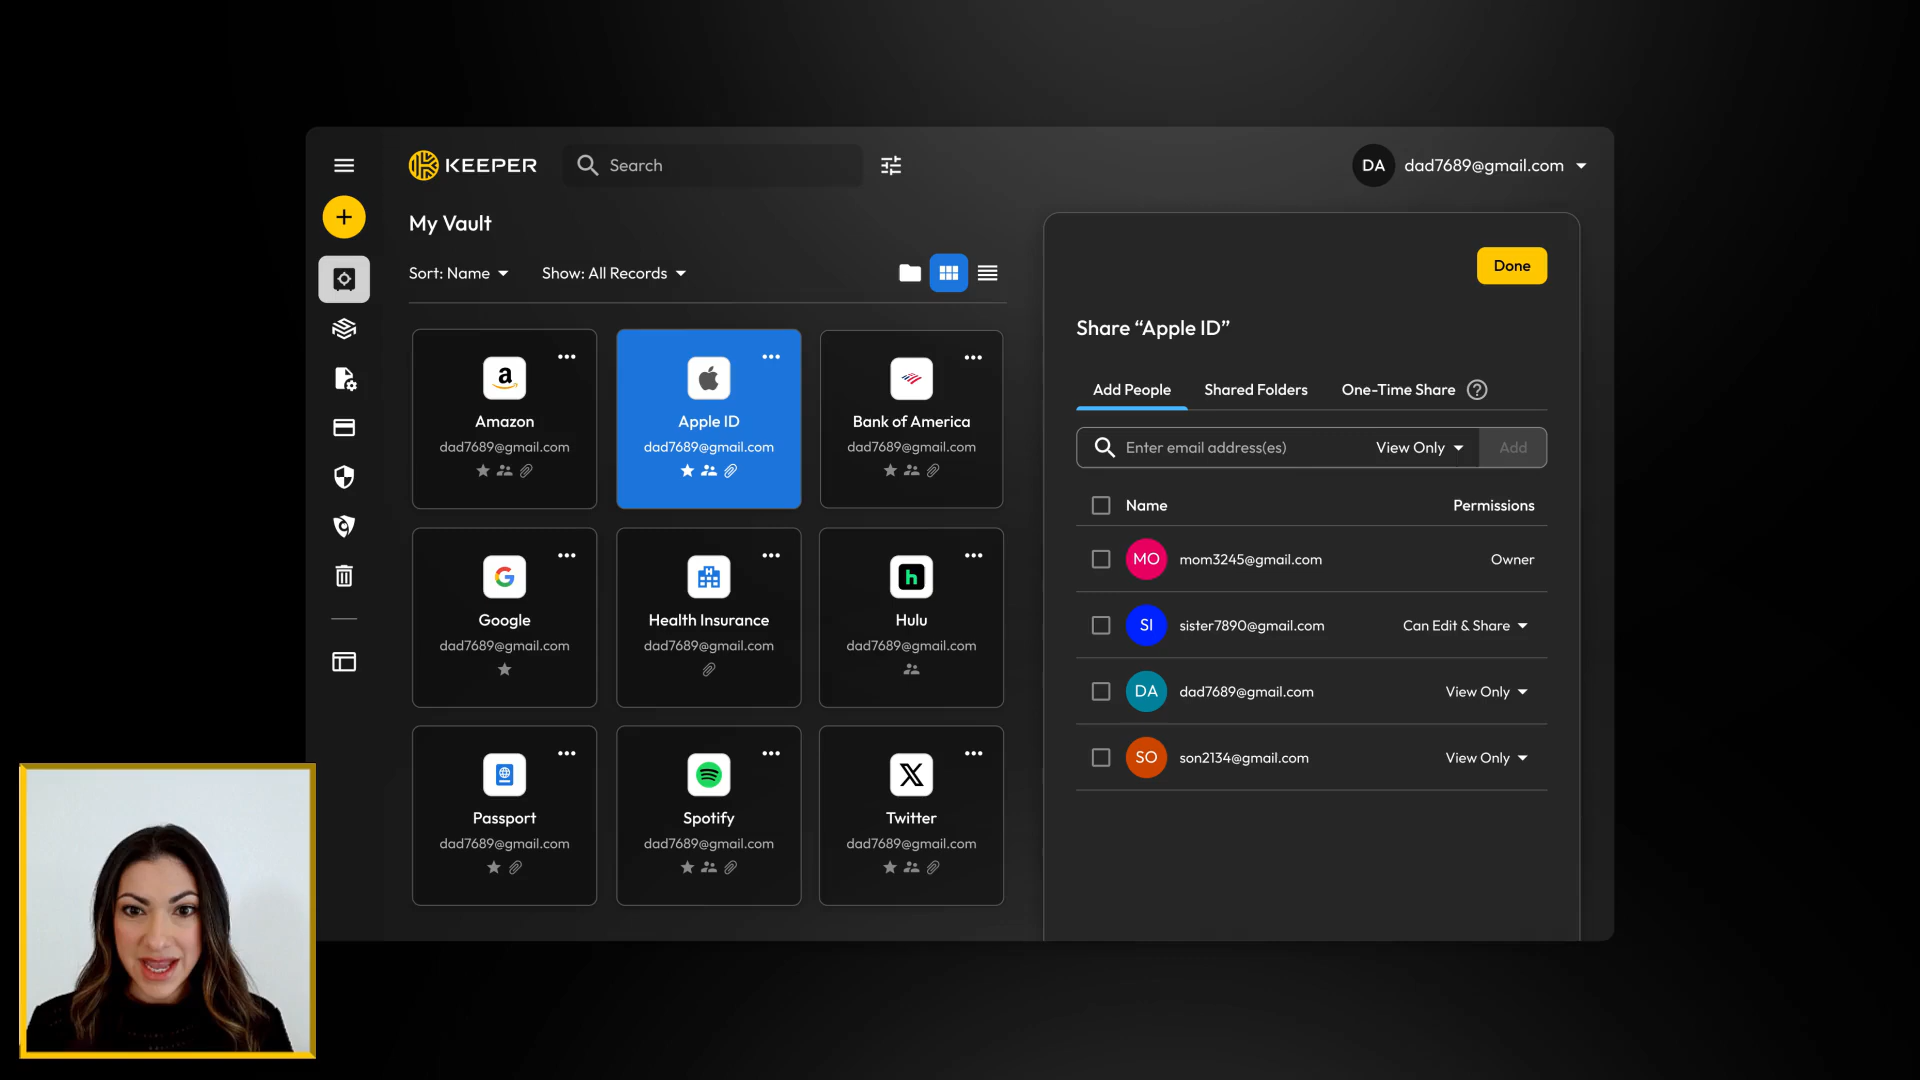 KEEPER
Search
DA
dad7689@gmail.com
My Vault
Sort: Name
Show: All Records
Amazon
dad7689@gmail.com
Apple ID
dad7689@gmail.com
Bank of America
dad7689@gmail.com
Google
dad7689@gmail.com
Health Insurance
dad7689@gmail.com
Hulu
dad7689@gmail.com
Passport
dad7689@gmail.com
Spotify
dad7689@gmail.com
Twitter
dad7689@gmail.com
Done
Share “Apple ID”
Add People
Shared Folders
One-Time Share
?
Enter email address(es)
View Only
Add
Name
Permissions
MO
mom3245@gmail.com
Owner
SI
sister7890@gmail.com
Can Edit & Share
DA
dad7689@gmail.com
View Only
SO
son2134@gmail.com
View Only